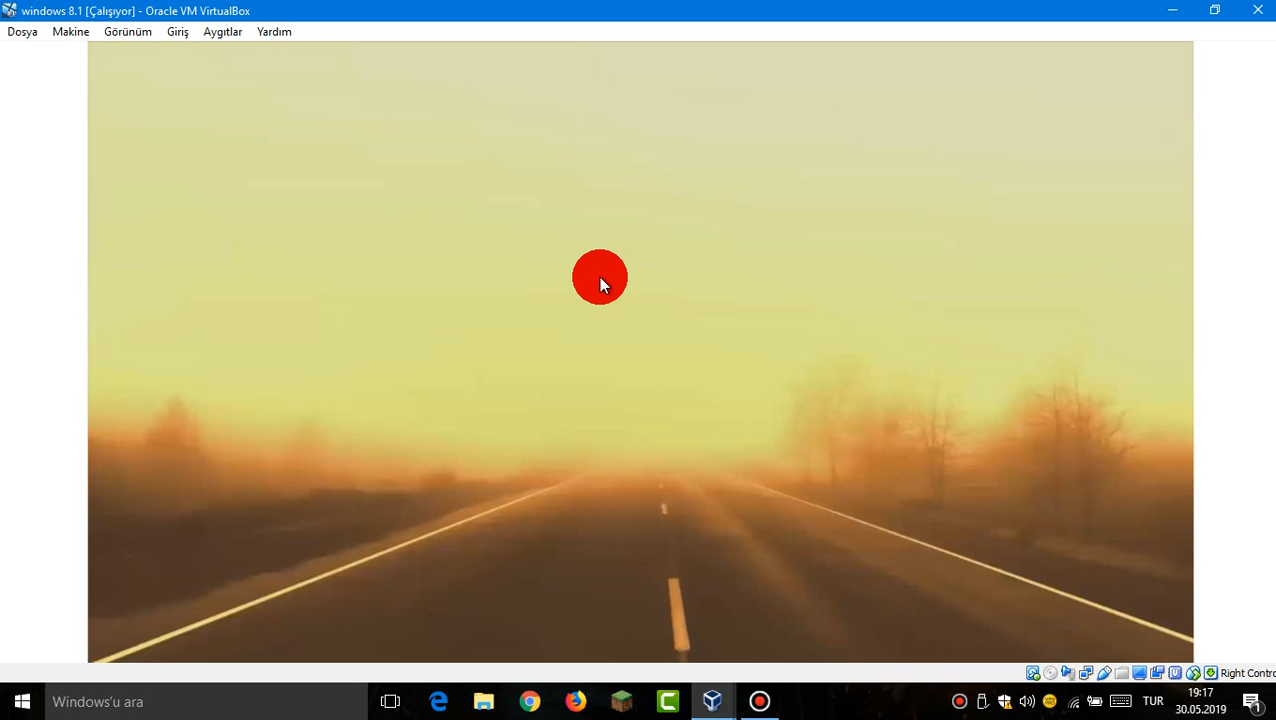 windows 8.1 [Çalışıyor] - Oracle VM VirtualBox
Dosya Makine Görünüm Giriş Aygıtlar Yardım
Right Contro
Windows'u ara
TUR
19:17
30.05.2019
1